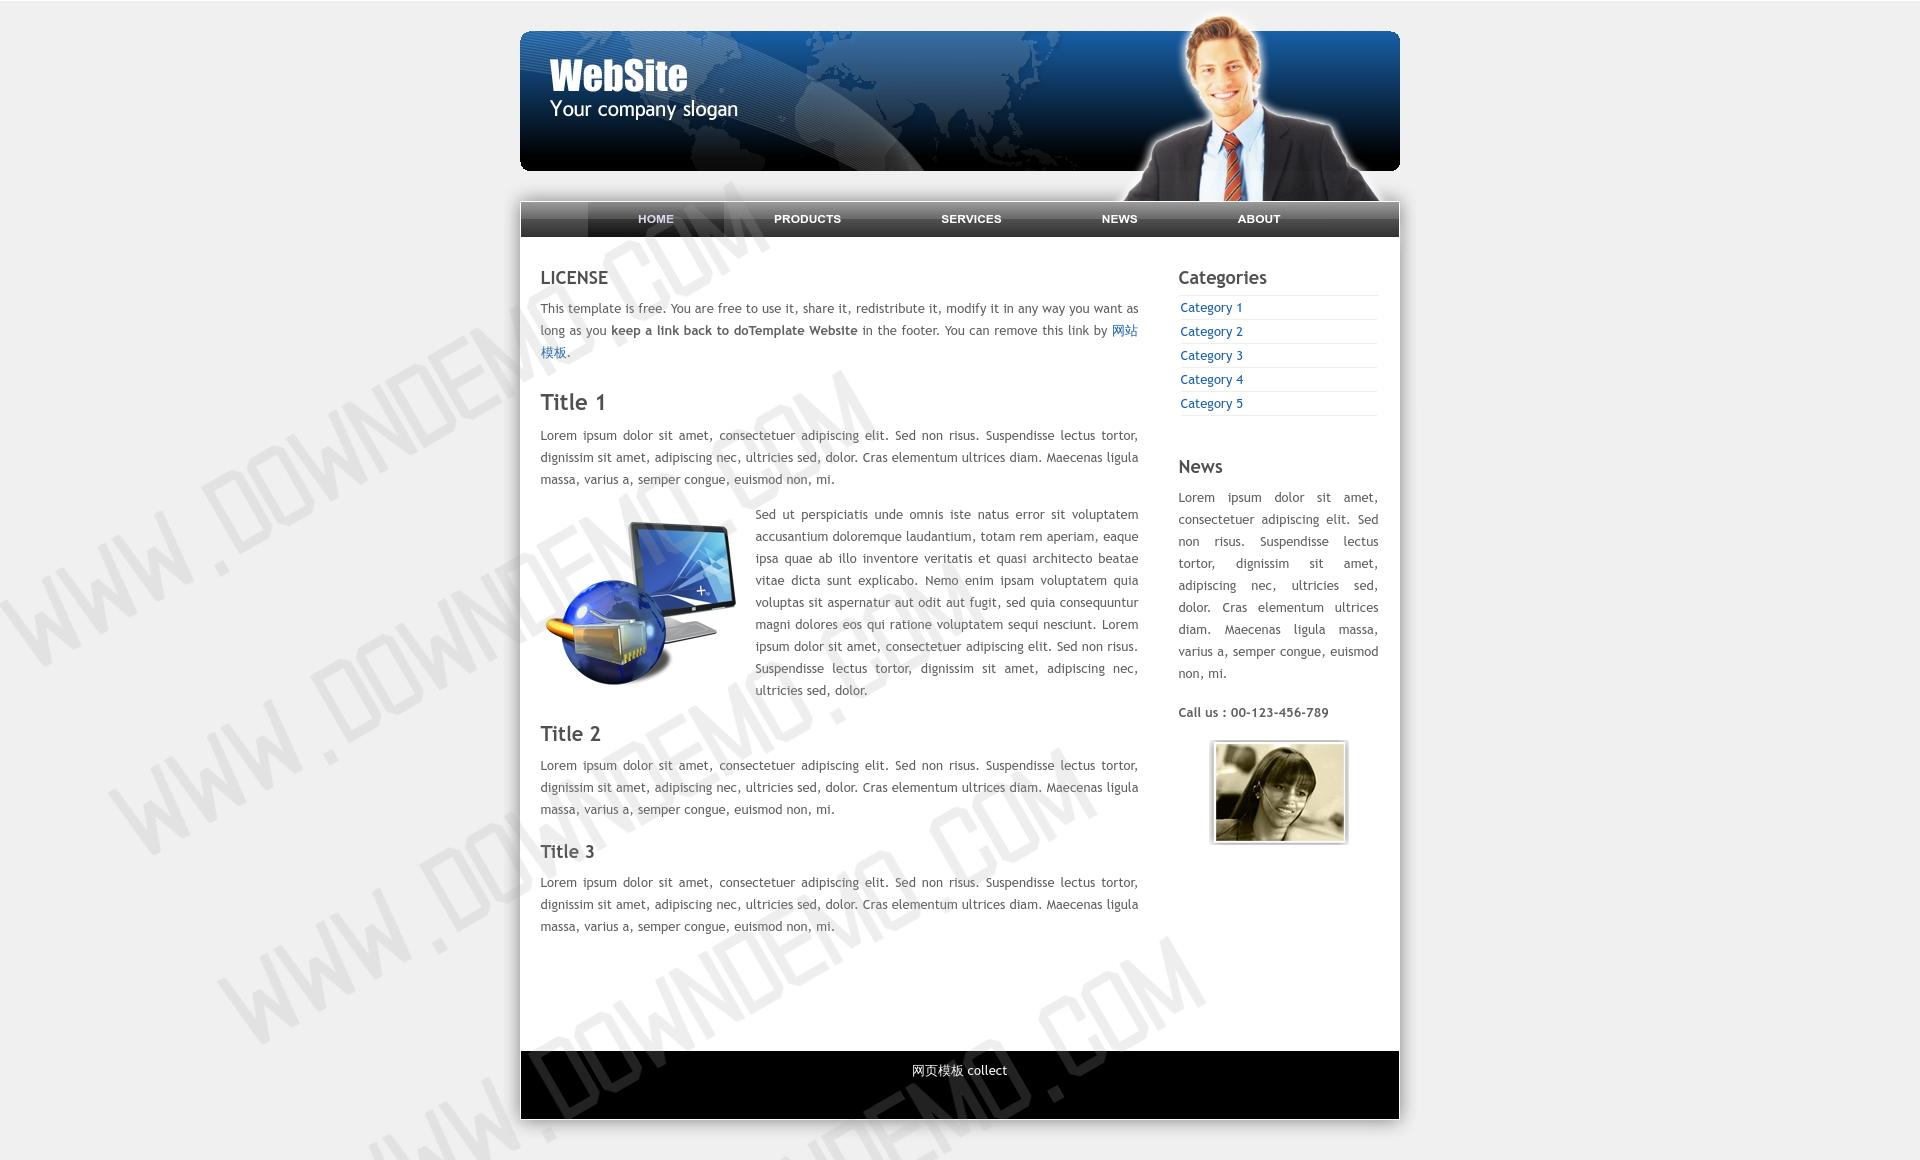 WebSite
Your company slogan
HOME
PRODUCTS
SERVICES
NEWS
ABOUT
LICENSE
This template is free. You are free to use it, share it, redistribute it, modify it in any way you want as
long as you keep a link back to doTemplate Website in the footer. You can remove this link by 网站
模板.
Title 1
Lorem ipsum dolor sit amet, consectetuer adipiscing elit. Sed non risus. Suspendisse lectus tortor,
dignissim sit amet, adipiscing nec, ultricies sed, dolor. Cras elementum ultrices diam. Maecenas ligula
massa, varius a, semper congue, euismod non, mi.
Sed ut perspiciatis unde omnis iste natus error sit voluptatem
accusantium doloremque laudantium, totam rem aperiam, eaque
ipsa quae ab illo inventore veritatis et quasi architecto beatae
vitae dicta sunt explicabo. Nemo enim ipsam voluptatem quia
voluptas sit aspernatur aut odit aut fugit, sed quia consequuntur
magni dolores eos qui ratione voluptatem sequi nesciunt. Lorem
ipsum dolor sit amet, consectetuer adipiscing elit. Sed non risus.
Suspendisse lectus tortor, dignissim sit amet, adipiscing nec,
ultricies sed, dolor.
Title 2
Lorem ipsum dolor sit amet, consectetuer adipiscing elit. Sed non risus. Suspendisse lectus tortor,
dignissim sit amet, adipiscing nec, ultricies sed, dolor. Cras elementum ultrices diam. Maecenas ligula
massa, varius a, semper congue, euismod non, mi.
Title 3
Lorem ipsum dolor sit amet, consectetuer adipiscing elit. Sed non risus. Suspendisse lectus tortor,
dignissim sit amet, adipiscing nec, ultricies sed, dolor. Cras elementum ultrices diam. Maecenas ligula
massa, varius a, semper congue, euismod non, mi.
Categories
Category 1
Category 2
Category 3
Category 4
Category 5
News
Lorem ipsum dolor sit amet,
consectetuer adipiscing elit. Sed
non risus. Suspendisse lectus
tortor, dignissim sit amet,
adipiscing nec, ultricies sed,
dolor. Cras elementum ultrices
diam. Maecenas ligula massa,
varius a, semper congue, euismod
non, mi.
Call us : 00-123-456-789
网页模板 collect
WWW.DOWNDEMO.COM
WWW.DOWNDEMO.COM
WWW.DOWNDEMO.COM
WWW.DOWNDEMO.COM
WWW.DOWNDEMO.COM